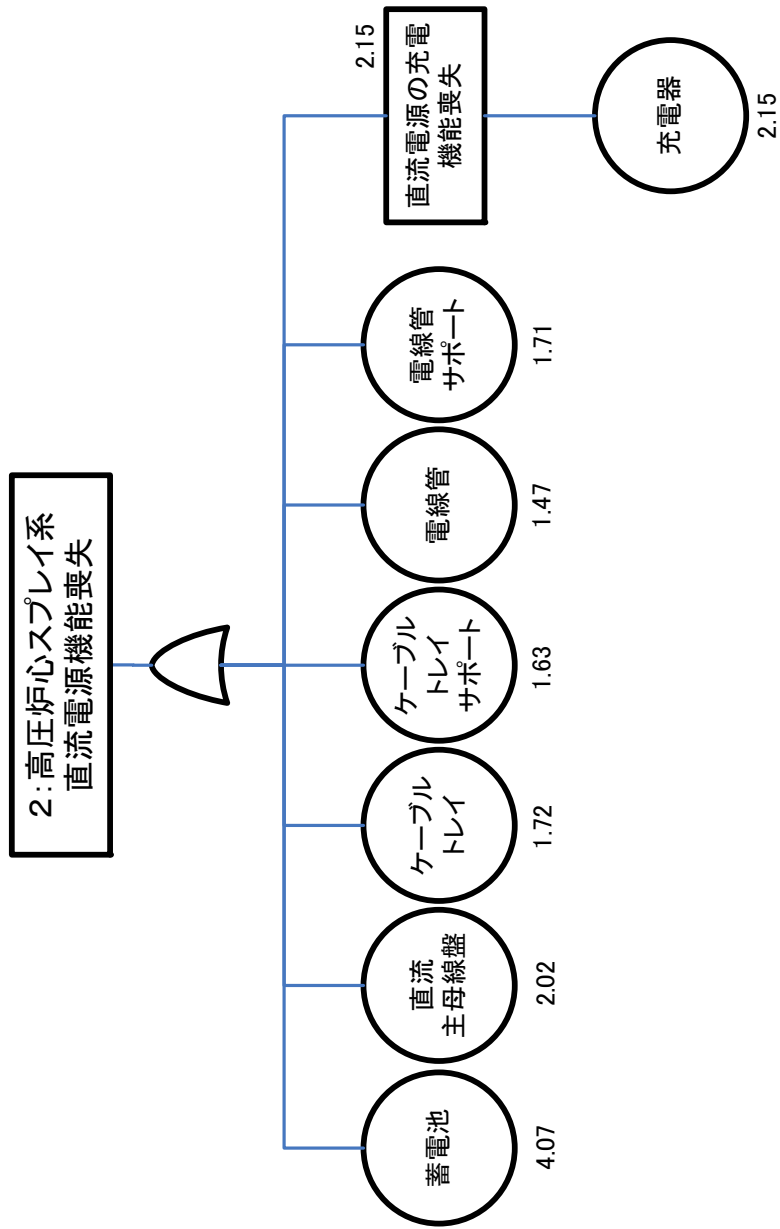 2:高圧炉心スプレイ系
直流電源機能喪失
蓄電池
4.07
直流
主母線盤
2.02
ケーブル
トレイ
1.72
ケーブル
トレイ
サポート
1.63
電線管
1.47
電線管
サポート
1.71
2.15
直流電源の充電
機能喪失
充電器
2.15